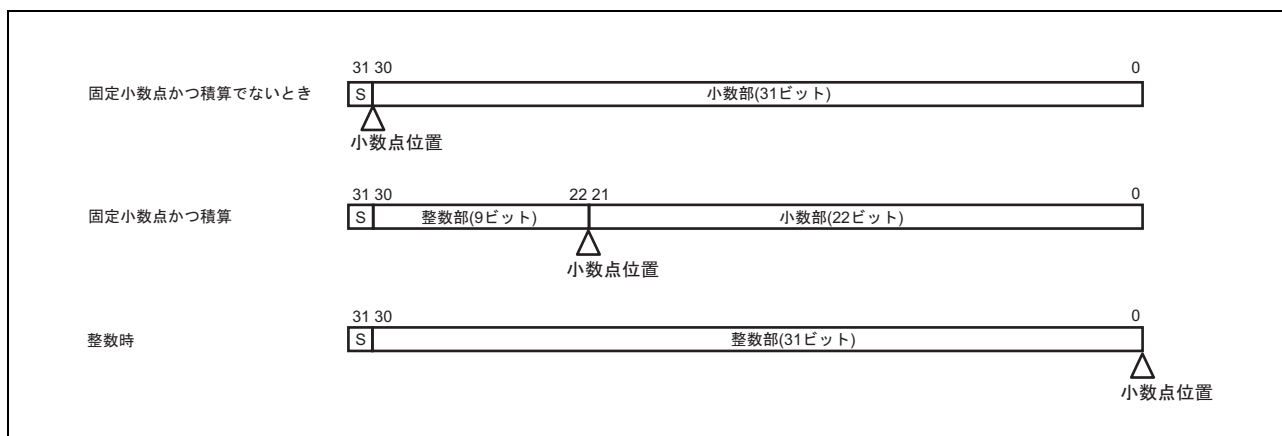 31 30 0
固定小数点かつ積算でないとき S 小数部(31ビット)
小数点位置
31 30 22 21 0
固定小数点かつ積算 S 整数部(9ビット) 小数部(22ビット)
小数点位置
31 30 0
整数時 S 整数部(31ビット)
小数点位置